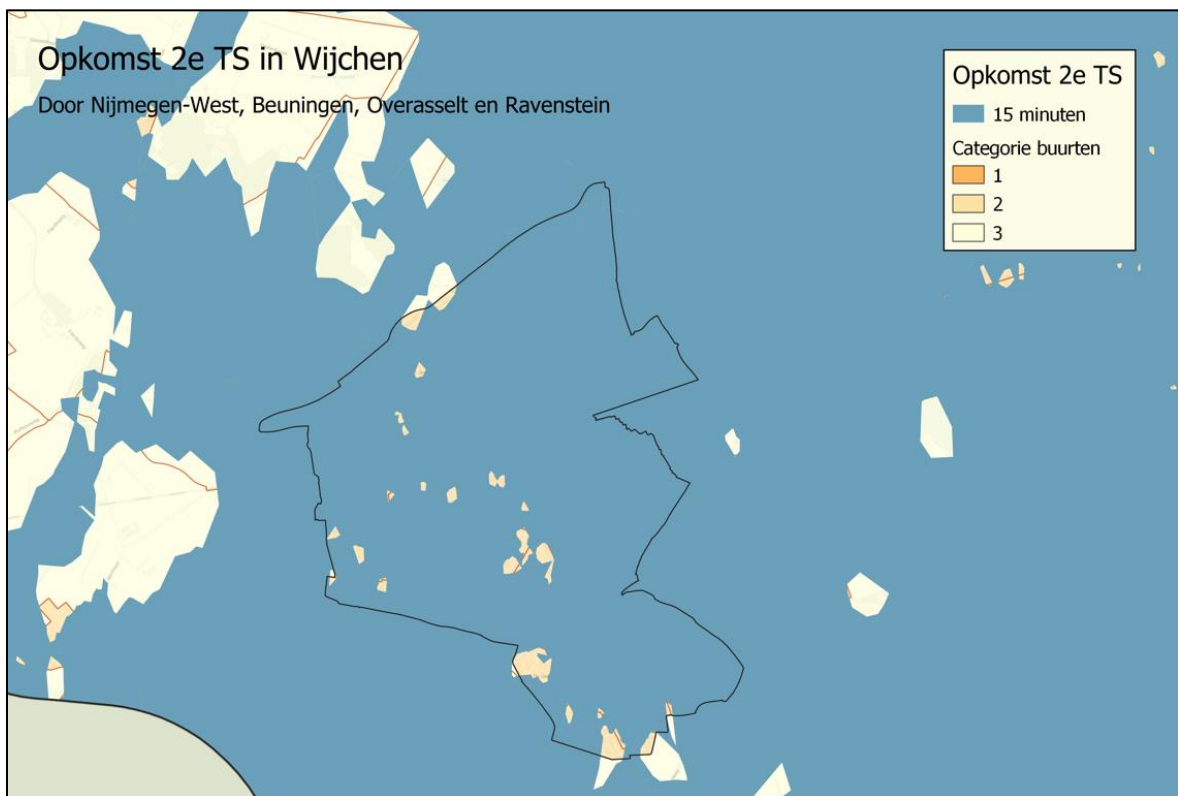 Opkomst 2e TS in Wijchen
Door Nijmegen-West, Beuningen, Overasselt en Ravenstein
Opkomst 2e TS
15 minuten
Categorie buurten
1
2
3